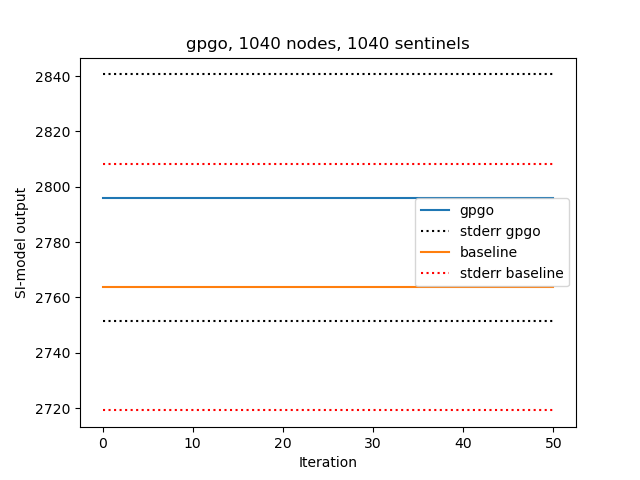 gpgo, 1040 nodes, 1040 sentinels
2840
2820
2800
2780
2760
2740
2720
SI-model output
gpgo
stderr gpgo
baseline
stderr baseline
0
10
20
30
40
50
Iteration